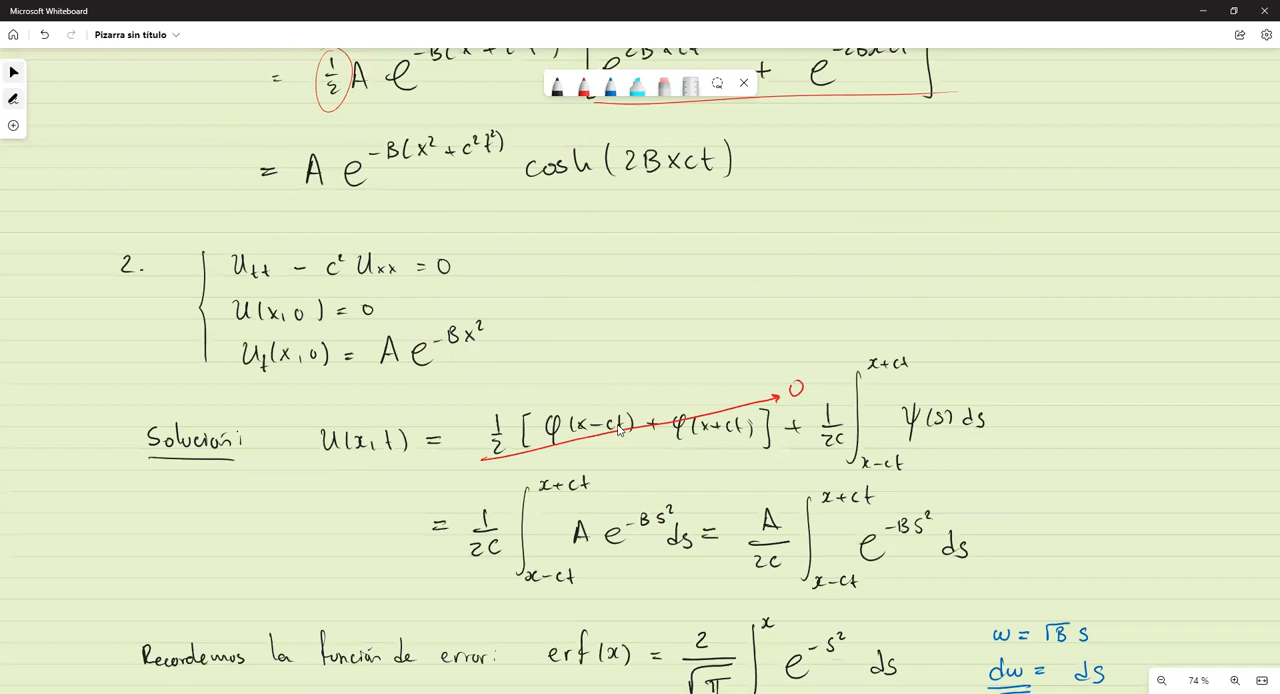 Microsoft Whiteboard
Pizarra sin título
= 1/2 A e^{-B(x + c t)} [e^{2Bxct} + e^{-2Bxct}]
= A e^{-B(x² + c²t²)} cosh(2Bxct)
2. { U_tt - c² U_xx = 0
U(x,0) = 0
U_t(x,0) = A e^{-Bx²}
Solución: U(x,t) = 1/2 [φ(x-ct) + φ(x+ct)] → 0 + 1/2c ∫_{x-ct}^{x+ct} ψ(s) ds
= 1/2c ∫_{x-ct}^{x+ct} A e^{-Bs²} ds = A/2c ∫_{x-ct}^{x+ct} e^{-Bs²} ds
Recordemos la función de error: erf(x) = 2/√π ∫^x e^{-s²} ds
w = √B s
dw = ds
74 %